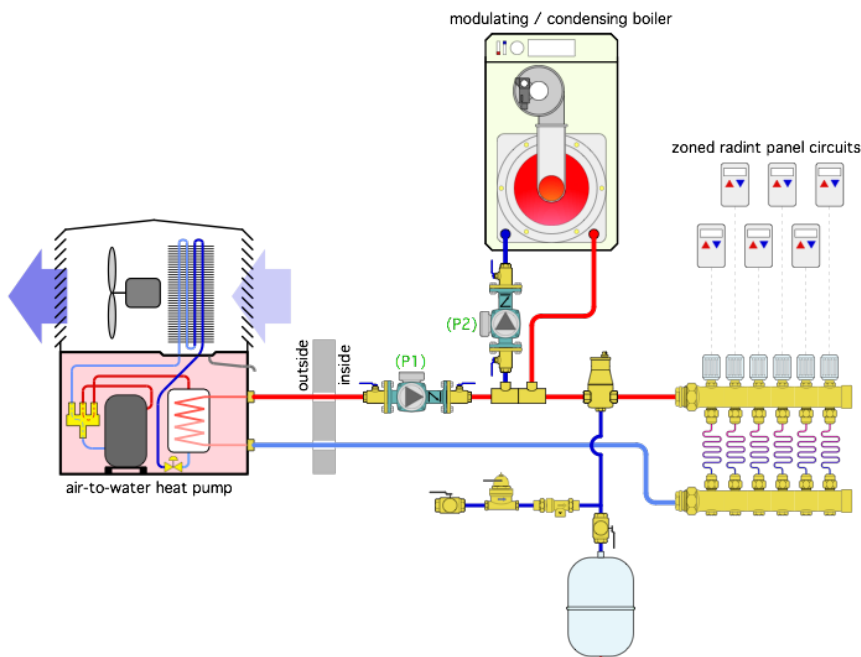 modulating / condensing boiler
zoned radint panel circuits
(P2)
outside
inside
(P1)
air-to-water heat pump